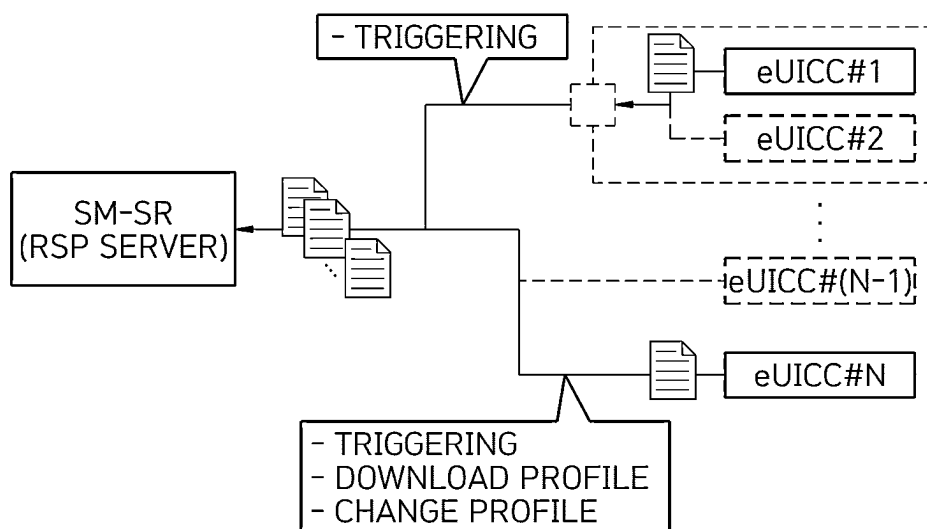 - TRIGGERING
eUICC#1
eUICC#2
SM-SR
(RSP SERVER)
eUICC#(N-1)
eUICC#N
- TRIGGERING
- DOWNLOAD PROFILE
- CHANGE PROFILE